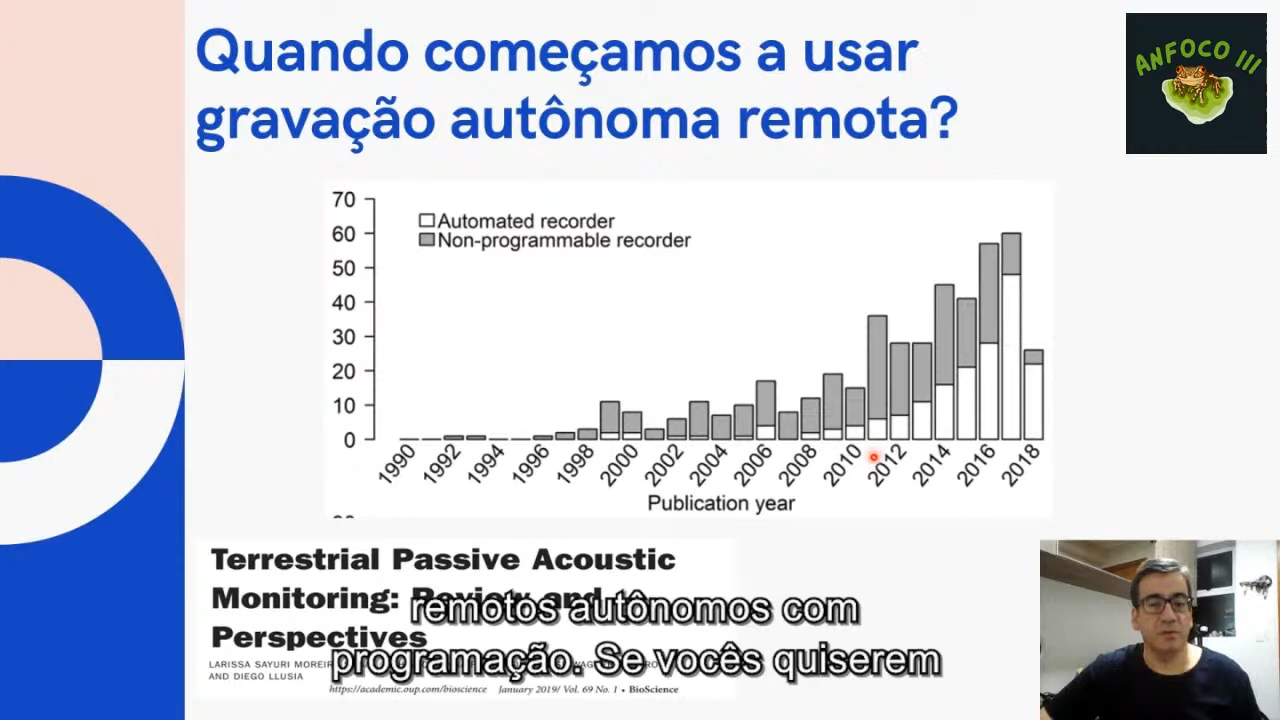 Quando começamos a usar
gravação autônoma remota?
ANFOCO III
70
60
50
40
30
20
10
0
Automated recorder
Non-programmable recorder
1990
1992
1994
1996
1998
2000
2002
2004
2006
2008
2010
2012
2014
2016
2018
Publication year
Terrestrial Passive Acoustic
Monitoring: Review and
Perspectives
LARISSA SAYURI
AND DIEGO LLUSIA
https://academic.oup.com/bioscience January 2019/ Vol. 69 No. 1 • BioScience
remotos autônomos com
programação. Se vocês quiserem